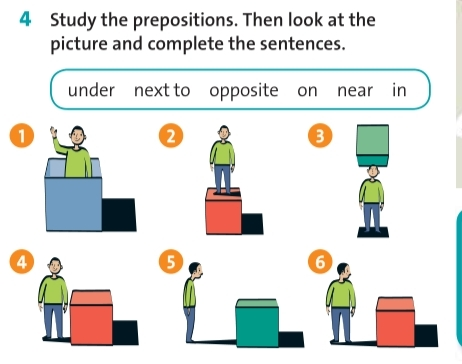 4 Study the prepositions. Then look at the
picture and complete the sentences.
under next to opposite on near in
1 2 3
4 5 6